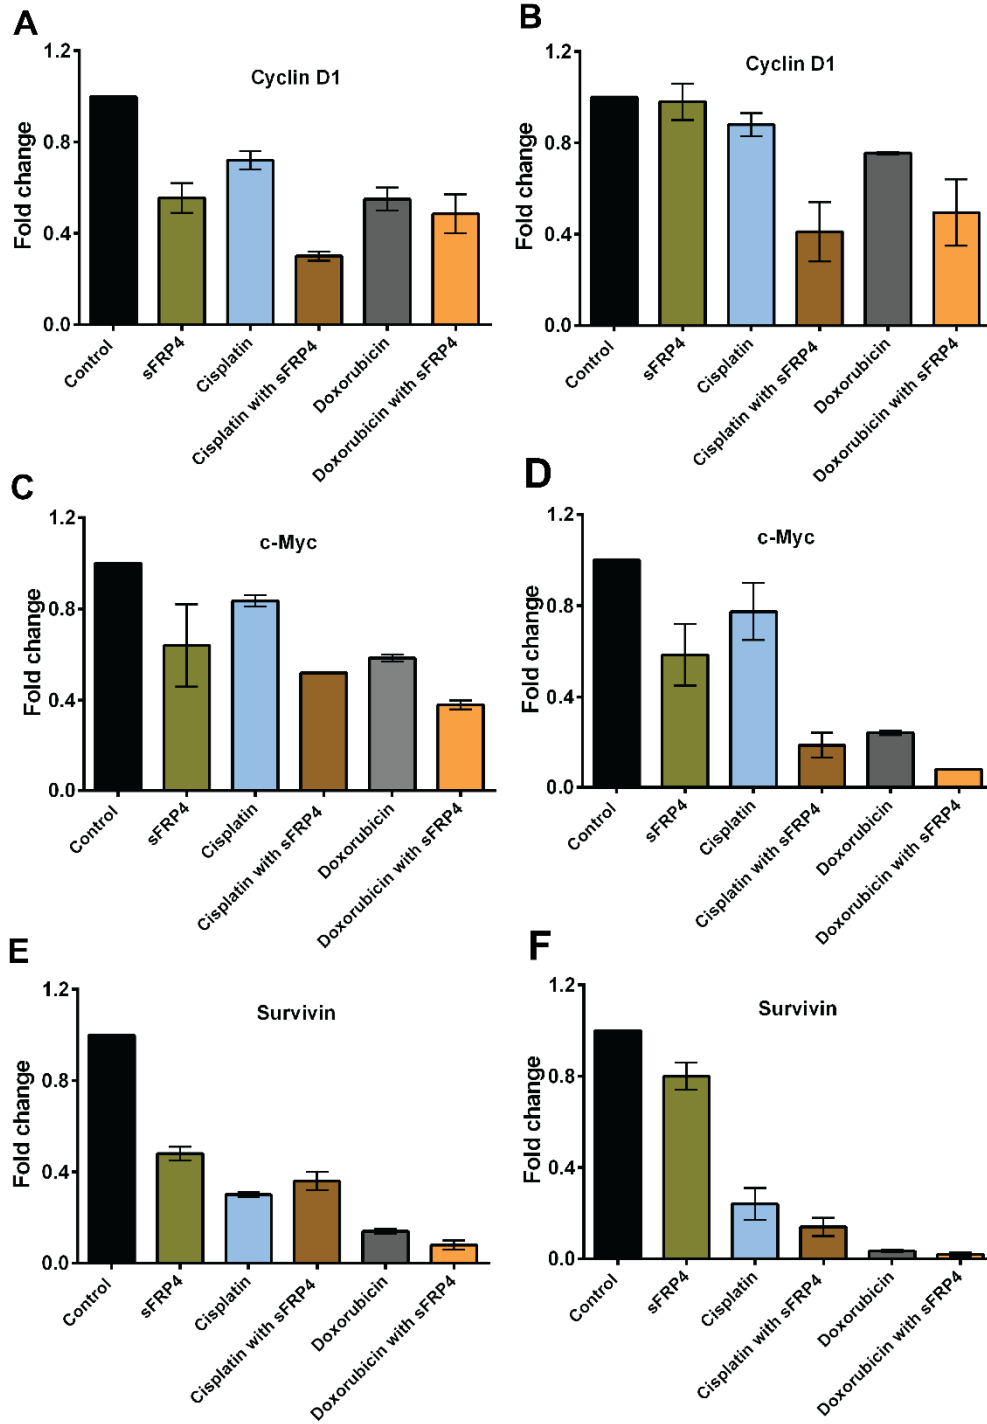 A
Cyclin D1
Fold change
1.2
0.8
0.4
0.0
Control
sFRP4
Cisplatin
Cisplatin with sFRP4
Doxorubicin
Doxorubicin with sFRP4
B
Cyclin D1
Fold change
1.2
0.8
0.4
0.0
Control
sFRP4
Cisplatin
Cisplatin with sFRP4
Doxorubicin
Doxorubicin with sFRP4
C
c-Myc
Fold change
1.2
0.8
0.4
0.0
Control
sFRP4
Cisplatin
Cisplatin with sFRP4
Doxorubicin
Doxorubicin with sFRP4
D
c-Myc
Fold change
1.2
0.8
0.4
0.0
Control
sFRP4
Cisplatin
Cisplatin with sFRP4
Doxorubicin
Doxorubicin with sFRP4
E
Survivin
Fold change
1.2
0.8
0.4
0.0
Control
sFRP4
Cisplatin
Cisplatin with sFRP4
Doxorubicin
Doxorubicin with sFRP4
F
Survivin
Fold change
1.2
0.8
0.4
0.0
Control
sFRP4
Cisplatin
Cisplatin with sFRP4
Doxorubicin
Doxorubicin with sFRP4